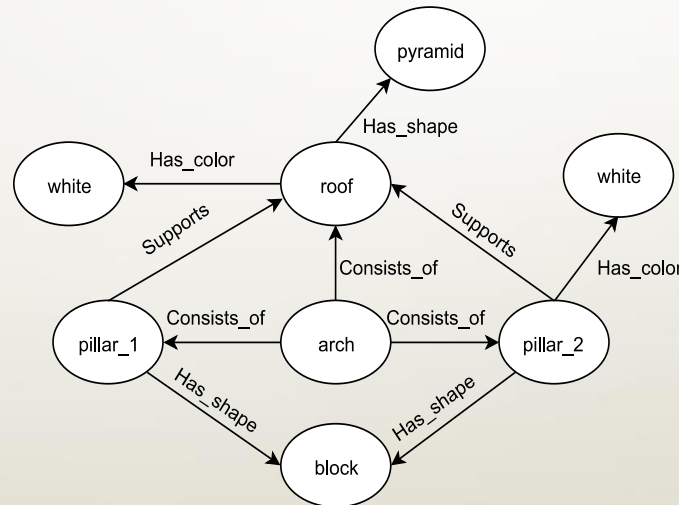 pyramid
Has_shape
Has_color
white
roof
white
Supports
Supports
Has_color
Consists_of
Consists_of
Consists_of
pillar_1
arch
pillar_2
Has_shape
Has_shape
block